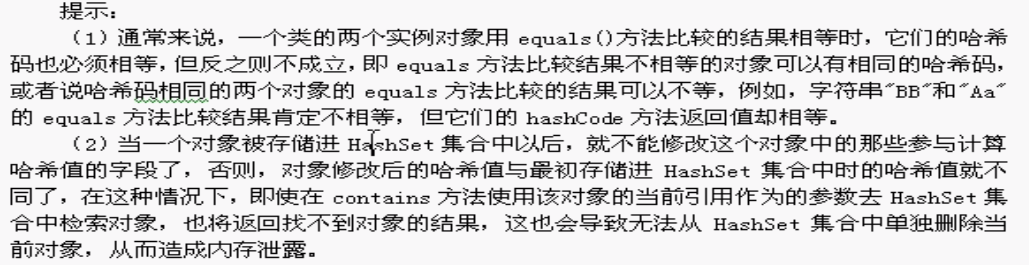 提示：
（1）通常来说，一个类的两个实例对象用 equals()方法比较的结果相等时，它们的哈希
码也必须相等，但反之则不成立，即 equals 方法比较结果不相等的对象可以有相同的哈希码，
或者说哈希码相同的两个对象的 equals 方法比较的结果可以不等，例如，字符串"BB"和"Aa"
的 equals 方法比较结果肯定不相等，但它们的 hashCode 方法返回值却相等。
（2）当一个对象被存储进 HashSet 集合中以后，就不能修改这个对象中的那些参与计算
哈希值的字段了，否则，对象修改后的哈希值与最初存储进 HashSet 集合中时的哈希值就不
同了，在这种情况下，即使在 contains 方法使用该对象的当前引用作为的参数去 HashSet 集
合中检索对象，也将返回找不到对象的结果，这也会导致无法从 HashSet 集合中单独删除当
前对象，从而造成内存泄露。